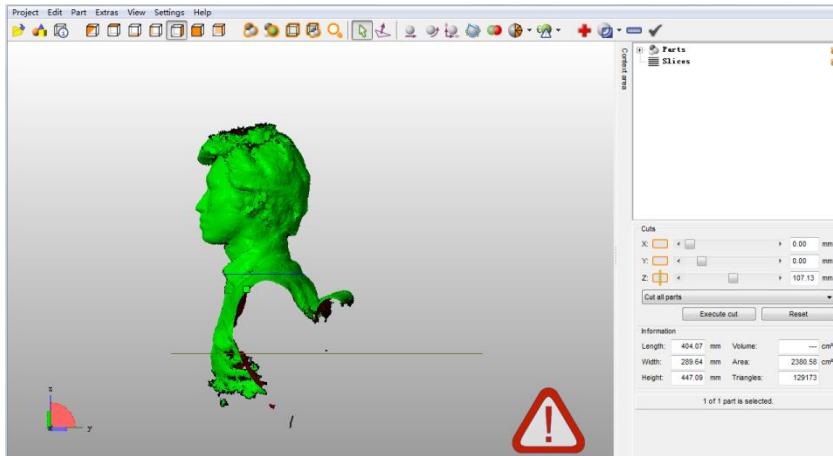 Project Edit Part Extras View Settings Help
Context area
Parts
Slices
Cuts
X: 0.00 mm
Y: 0.00 mm
Z: 107.13 mm
Cut all parts
Execute cut Reset
Information
Length: 404.07 mm Volume: --- cm³
Width: 289.64 mm Area: 2380.58 cm²
Height: 447.09 mm Triangles: 129173
1 of 1 part is selected.
z
y
!